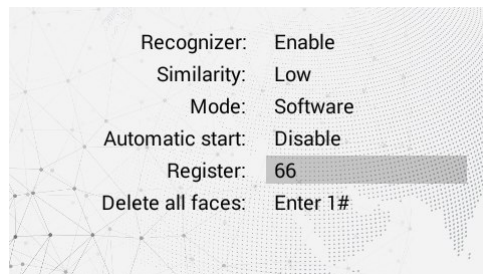 Recognizer: Enable
Similarity: Low
Mode: Software
Automatic start: Disable
Register: 66
Delete all faces: Enter 1#